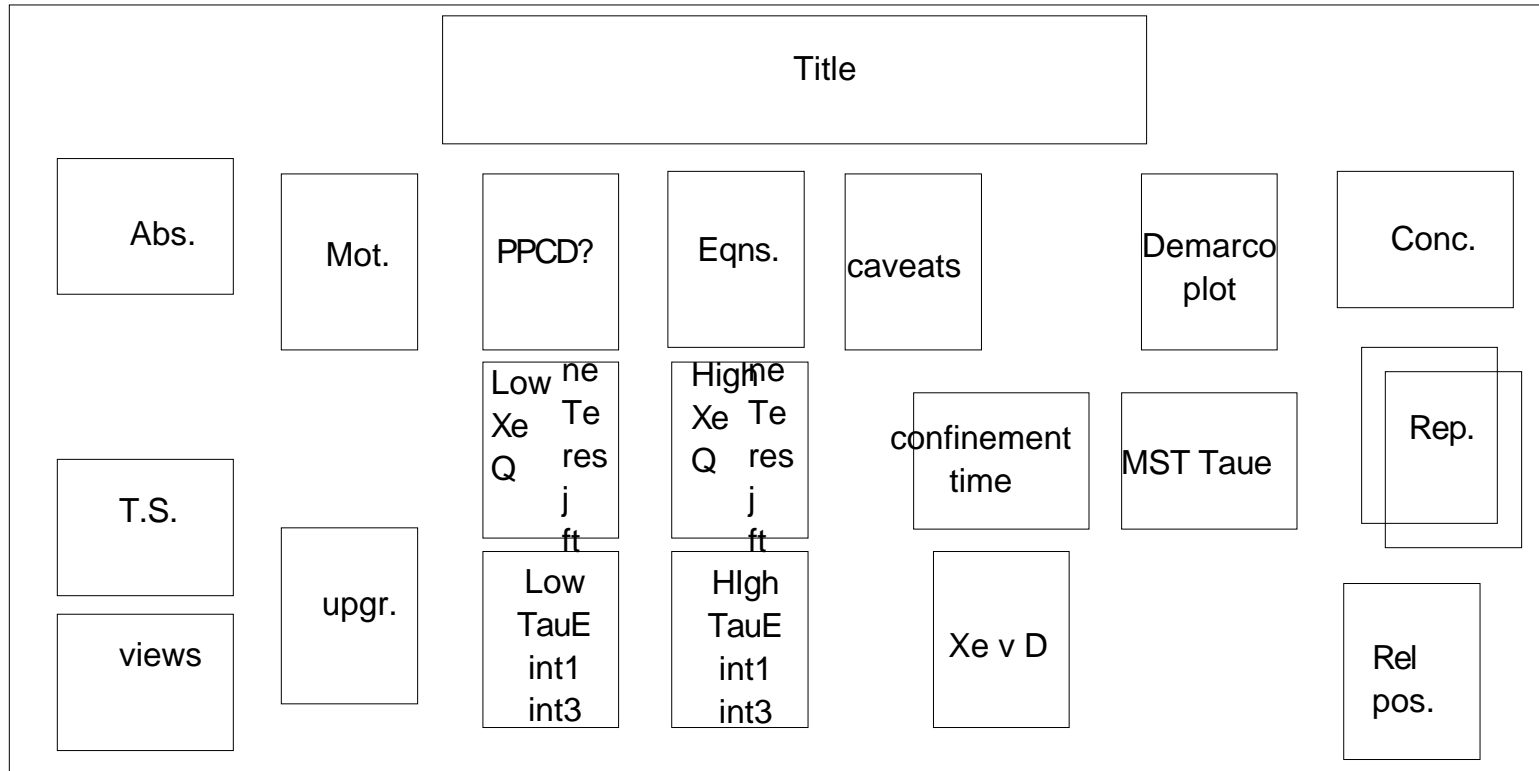 Title
Abs.
Mot.
PPCD?
Eqns.
caveats
Demarco
plot
Conc.
Low
Xe
Q
ne
Te
res
j
ft
High
Xe
Q
ne
Te
res
j
ft
confinement
time
MST Taue
Rep.
T.S.
upgr.
views
Low
TauE
int1
int3
HIgh
TauE
int1
int3
Xe v D
Rel
pos.